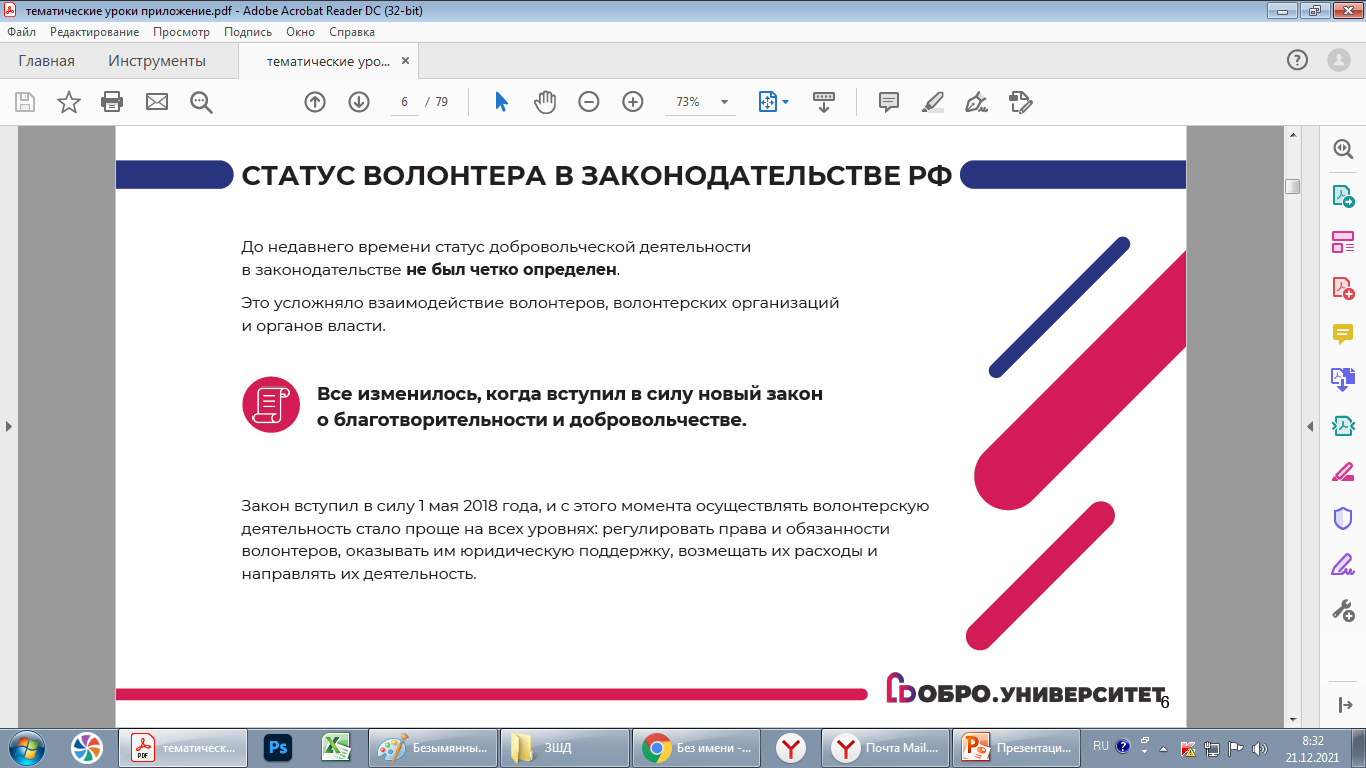 тематические уроки приложение.pdf - Adobe Acrobat Reader DC (32-bit)
Файл Редактирование Просмотр Подпись Окно Справка
Главная Инструменты тематические уро... ×
6 / 79 73%
СТАТУС ВОЛОНТЕРА В ЗАКОНОДАТЕЛЬСТВЕ РФ
До недавнего времени статус добровольческой деятельности
в законодательстве не был четко определен.
Это усложняло взаимодействие волонтеров, волонтерских организаций
и органов власти.
Все изменилось, когда вступил в силу новый закон
о благотворительности и добровольчестве.
Закон вступил в силу 1 мая 2018 года, и с этого момента осуществлять волонтерскую
деятельность стало проще на всех уровнях: регулировать права и обязанности
волонтеров, оказывать им юридическую поддержку, возмещать их расходы и
направлять их деятельность.
ДОБРО.УНИВЕРСИТЕТ
6
тематическ... Ps Безымянны... ЗШД Без имени -... Почта Mail.... Презентаци... RU 8:32
21.12.2021